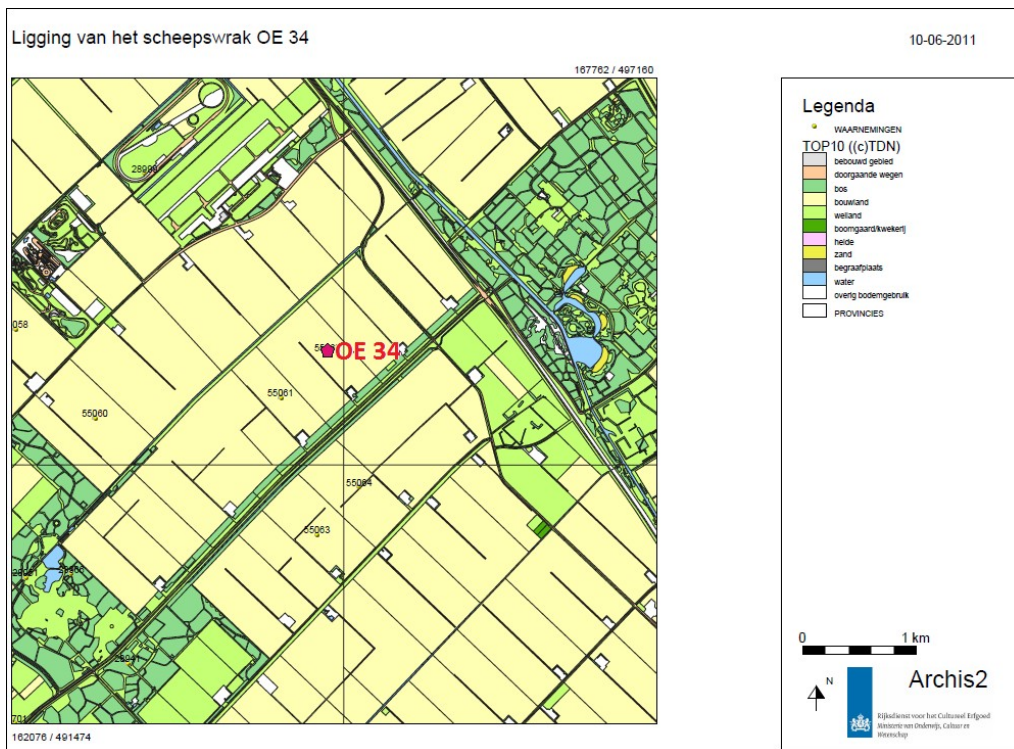 Ligging van het scheepswrak OE 34
10-06-2011
167762 / 497160
Legenda
WAARNEMINGEN
TOP10 ((c)TDN)
bebouwd gebied
doorgaande wegen
bos
bouwland
weiland
boomgaard/kwekerij
heide
zand
begraafplaats
water
overig bodemgebruik
PROVINCIES
OE 34
55061
55060
55064
55063
162076 / 491474
0 1 km
N
Archis2
Rijksdienst voor het Cultureel Erfgoed
Ministerie van Onderwijs, Cultuur en
Wetenschap